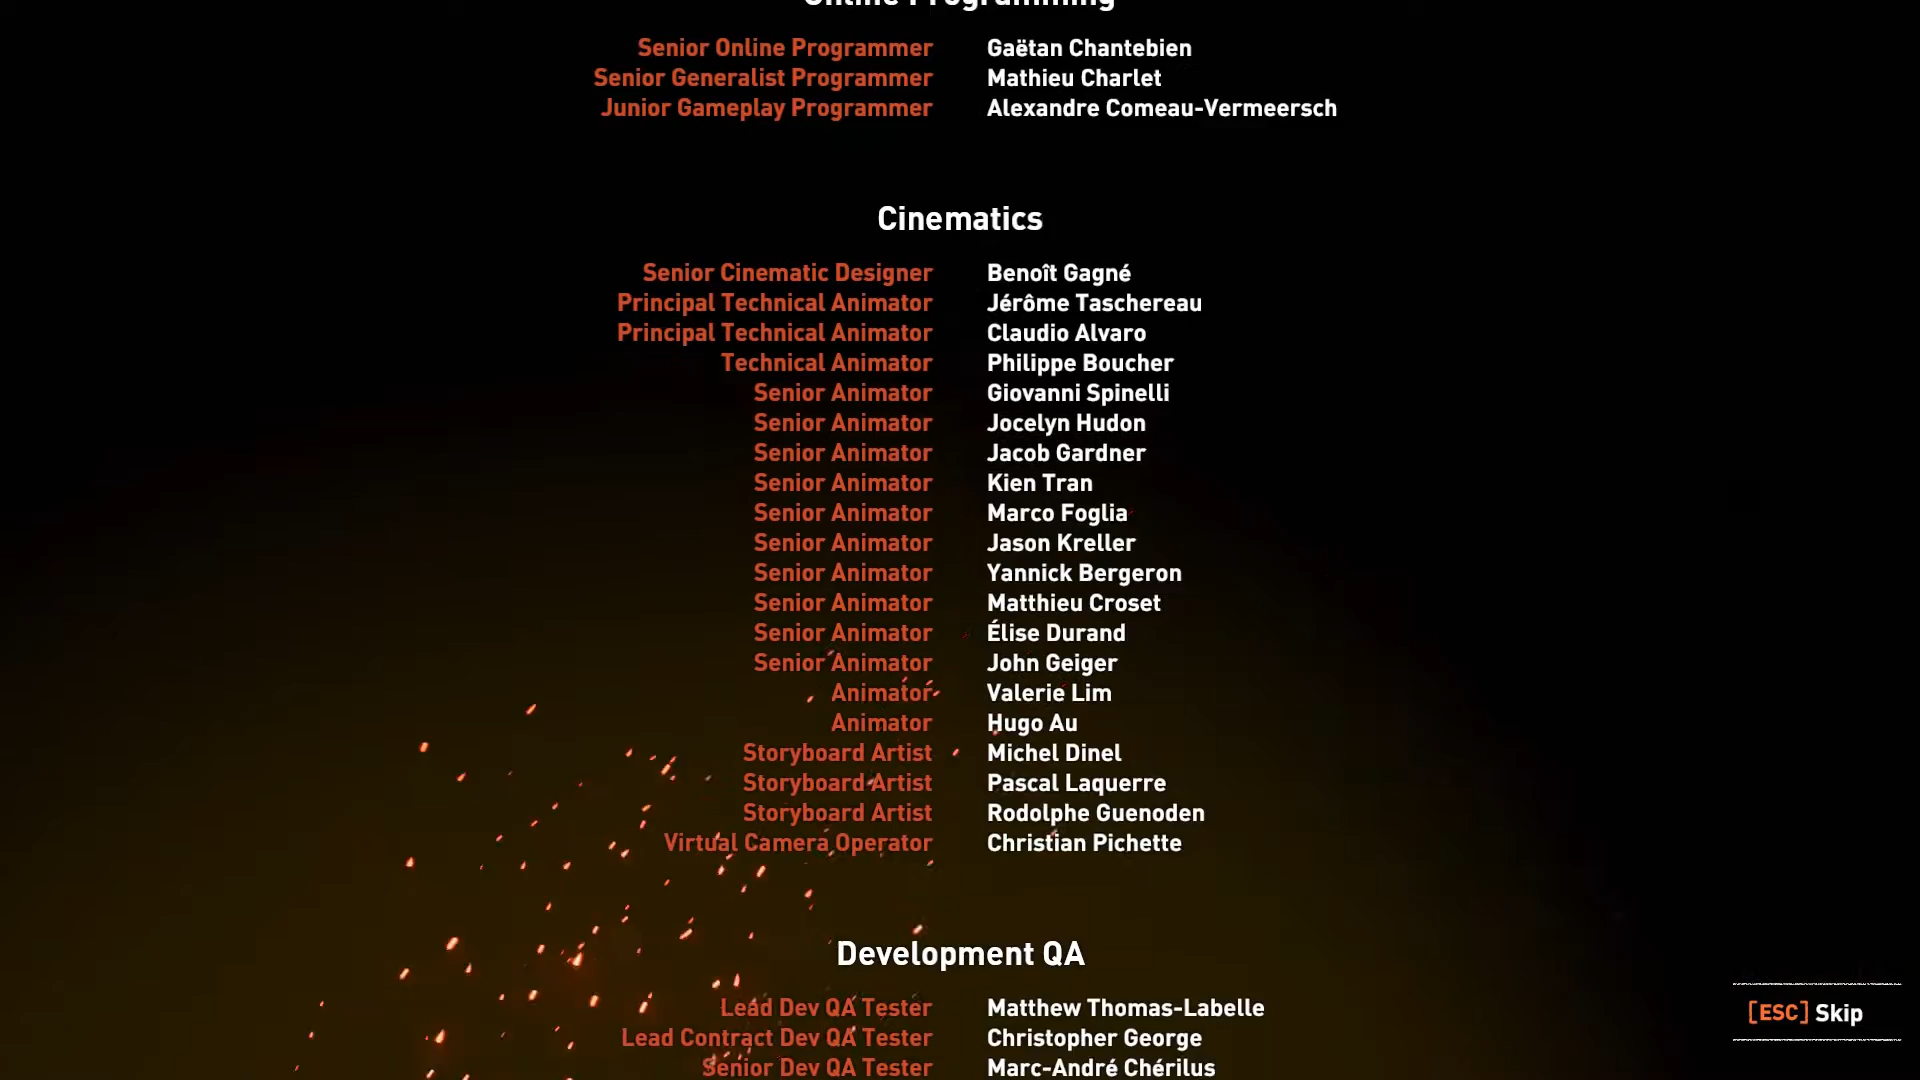 Online Programming
Senior Online Programmer Gaëtan Chantebien
Senior Generalist Programmer Mathieu Charlet
Junior Gameplay Programmer Alexandre Comeau-Vermeersch
Cinematics
Senior Cinematic Designer Benoît Gagné
Principal Technical Animator Jérôme Taschereau
Principal Technical Animator Claudio Alvaro
Technical Animator Philippe Boucher
Senior Animator Giovanni Spinelli
Senior Animator Jocelyn Hudon
Senior Animator Jacob Gardner
Senior Animator Kien Tran
Senior Animator Marco Foglia
Senior Animator Jason Kreller
Senior Animator Yannick Bergeron
Senior Animator Matthieu Croset
Senior Animator Élise Durand
Senior Animator John Geiger
Animator Valerie Lim
Animator Hugo Au
Storyboard Artist Michel Dinel
Storyboard Artist Pascal Laquerre
Storyboard Artist Rodolphe Guenoden
Virtual Camera Operator Christian Pichette
Development QA
Lead Dev QA Tester Matthew Thomas-Labelle
Lead Contract Dev QA Tester Christopher George
Senior Dev QA Tester Marc-André Chérilus
[ESC] Skip